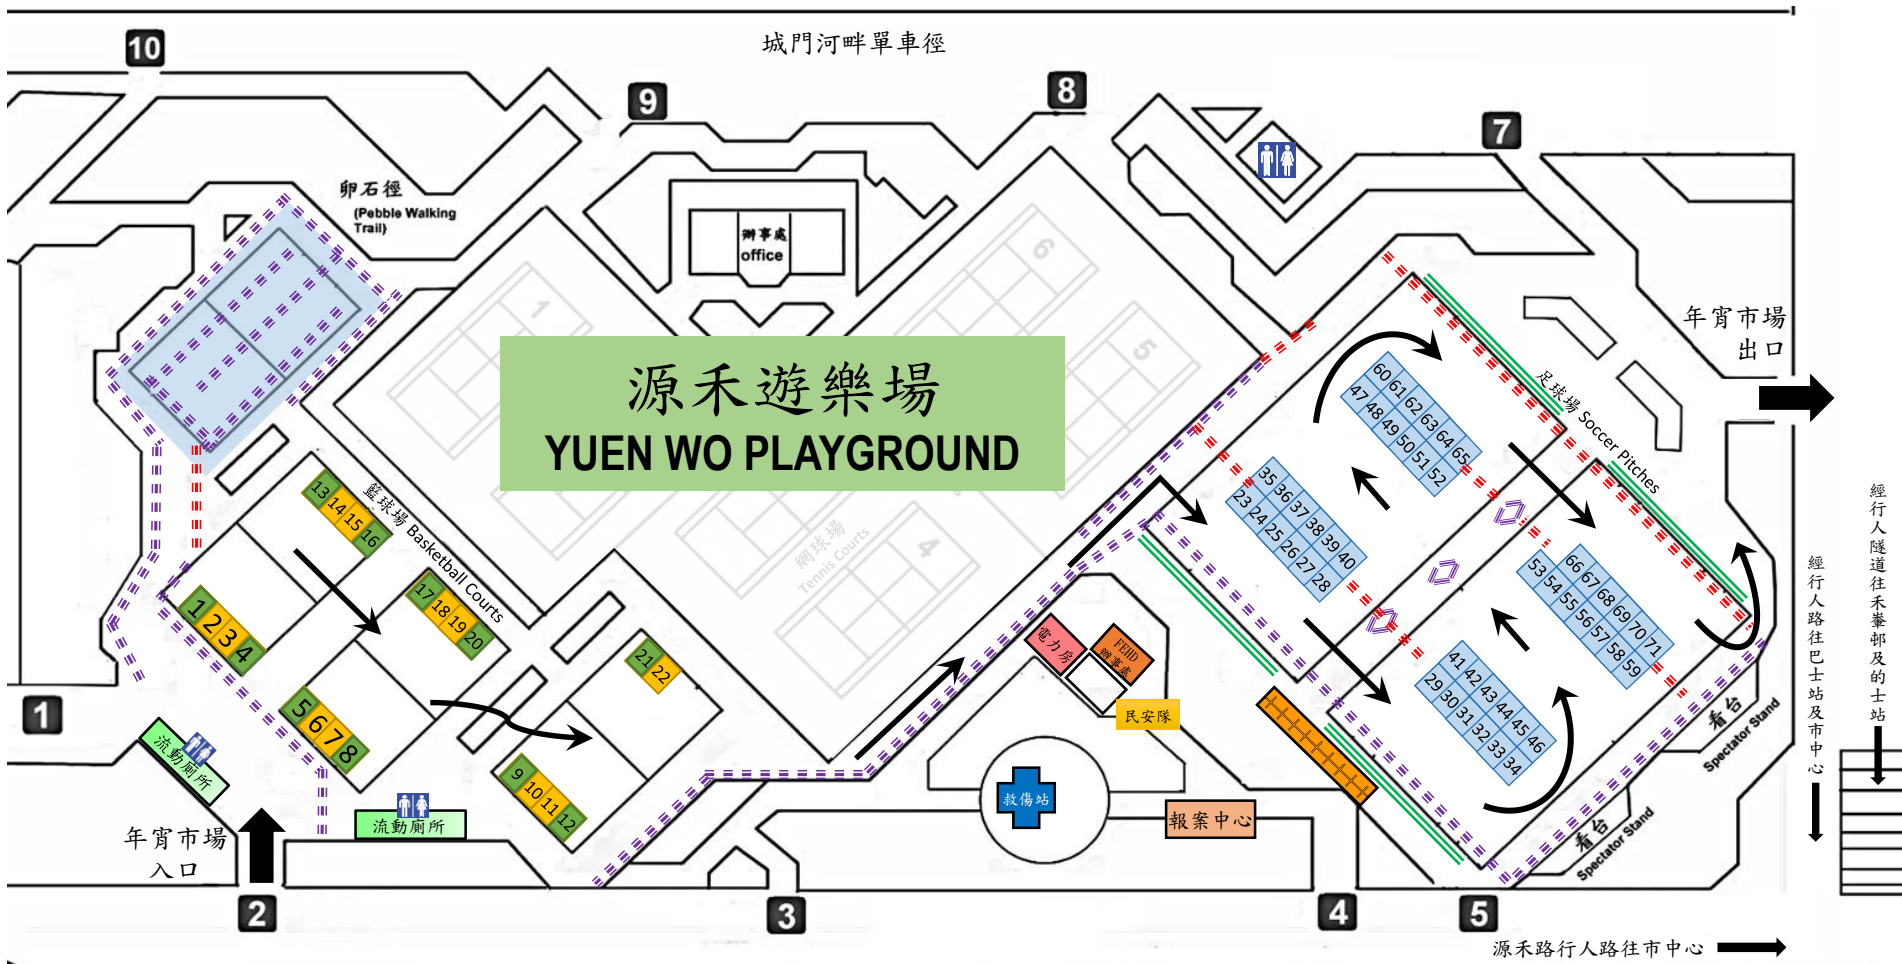 城門河畔單車徑
10
9
8
7
卵石徑
(Pebble Walking
Trail)
辦事處
office
6
1
5
年宵市場
出口
源禾遊樂場
YUEN WO PLAYGROUND
足球場 Soccer Pitches
60 61 62 63 64 65
47 48 49 50 51 52
35 36 37 38 39 40
23 24 25 26 27 28
66 67 68 69 70 71
53 54 55 56 57 58 59
41 42 43 44 45 46
29 30 31 32 33 34
籃球場 Basketball Courts
13 14 15 16
17 18 19 20
21 22
1 2 3 4
5 6 7 8
9 10 11 12
網球場
Tennis Courts
4
電力房
FEHD
辦事處
民安隊
救傷站
報案中心
看台
Spectator Stand
看台
Spectator Stand
經行人路往巴士站及市中心
經行人隧道往禾輋邨及的士站
1
流動廁所
流動廁所
年宵市場
入口
2
3
4
5
源禾路行人路往市中心